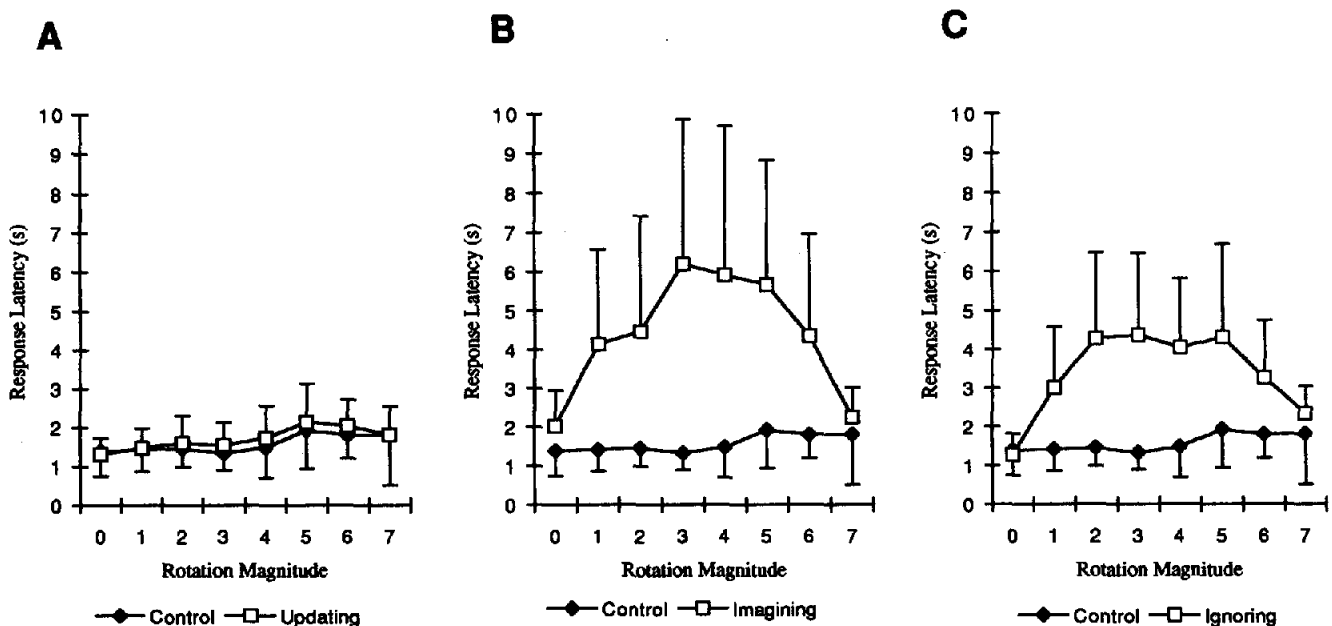 A
B
C
10
9
8
7
6
5
4
3
2
1
0
Response Latency (s)
0 1 2 3 4 5 6 7
Rotation Magnitude
Control Updating
10
9
8
7
6
5
4
3
2
1
0
Response Latency (s)
0 1 2 3 4 5 6 7
Rotation Magnitude
Control Imagining
10
9
8
7
6
5
4
3
2
1
0
Response Latency (s)
0 1 2 3 4 5 6 7
Rotation Magnitude
Control Ignoring